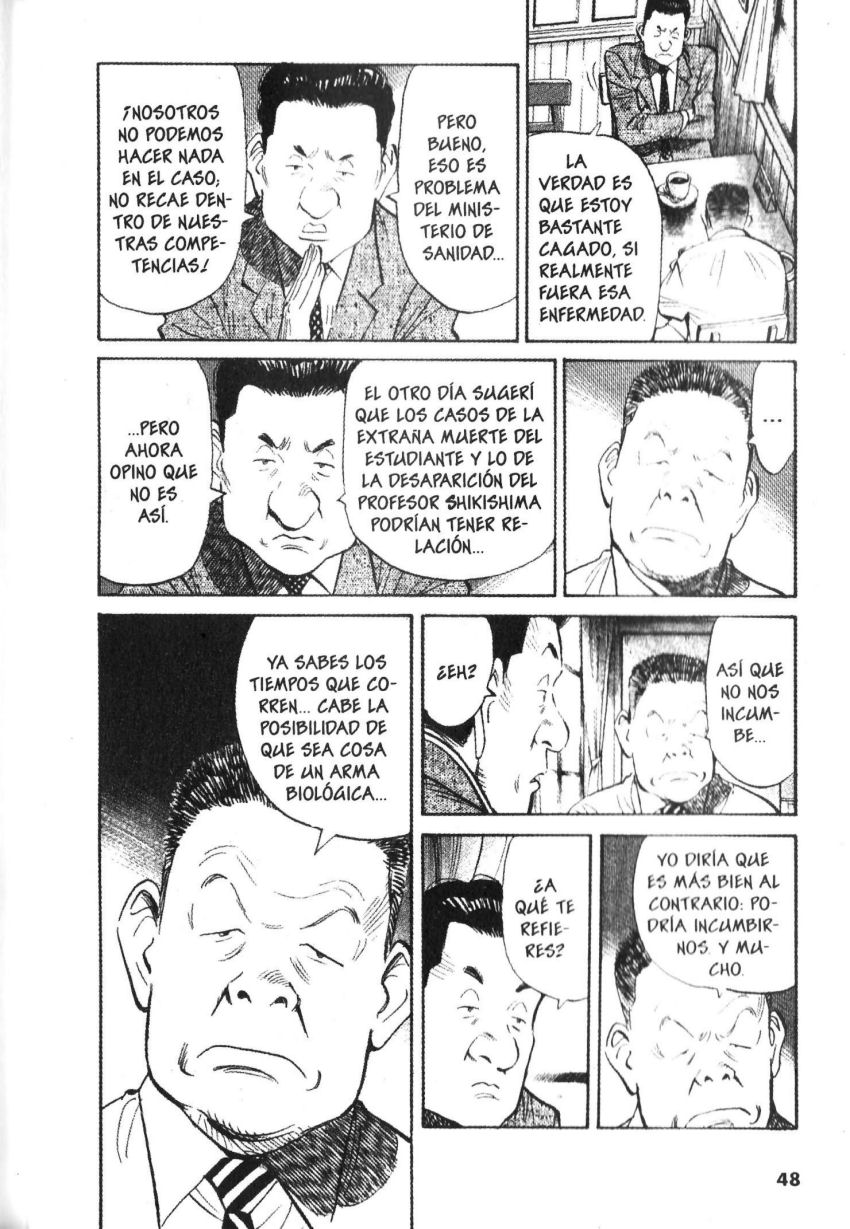 LA
VERDAD ES
QUE ESTOY
BASTANTE
CAGADO, SI
REALMENTE
FUERA ESA
ENFERMEDAD.
PERO
BUENO,
ESO ES
PROBLEMA
DEL MINIS-
TERIO DE
SANIDAD...
¡NOSOTROS
NO PODEMOS
HACER NADA
EN EL CASO;
NO RECAE DEN-
TRO DE NUES-
TRAS COMPE-
TENCIAS!
...
EL OTRO DÍA SUGERÍ
QUE LOS CASOS DE LA
EXTRAÑA MUERTE DEL
ESTUDIANTE Y LO DE
LA DESAPARICIÓN DEL
PROFESOR SHIKISHIMA
PODRÍAN TENER RE-
LACIÓN...
...PERO
AHORA
OPINO QUE
NO ES
ASÍ.
ASÍ QUE
NO NOS
INCUM-
BE...
¿EH?
YO DIRÍA QUE
ES MÁS BIEN AL
CONTRARIO: PO-
DRÍA INCUMBIR-
NOS. Y MU-
CHO.
¿A
QUÉ TE
REFIE-
RES?
YA SABES LOS
TIEMPOS QUE CO-
RREN... CABE LA
POSIBILIDAD DE
QUE SEA COSA
DE UN ARMA
BIOLÓGICA...
48